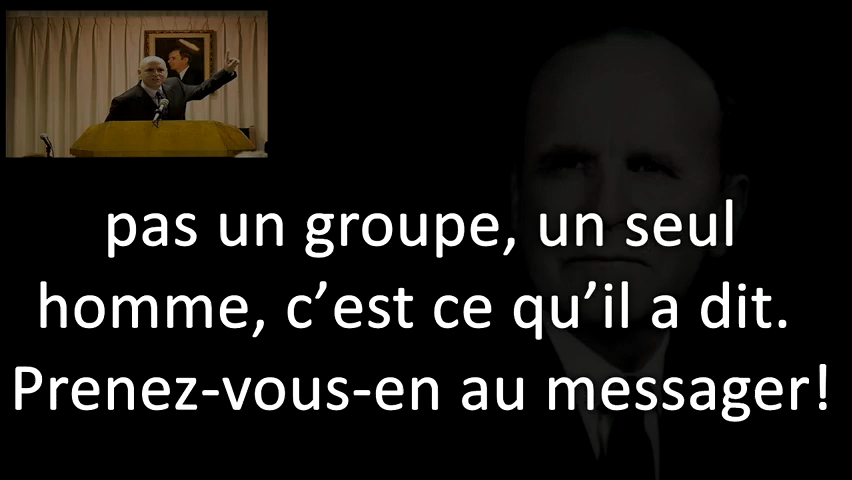 pas un groupe, un seul
homme, c’est ce qu’il a dit.
Prenez-vous-en au messager!